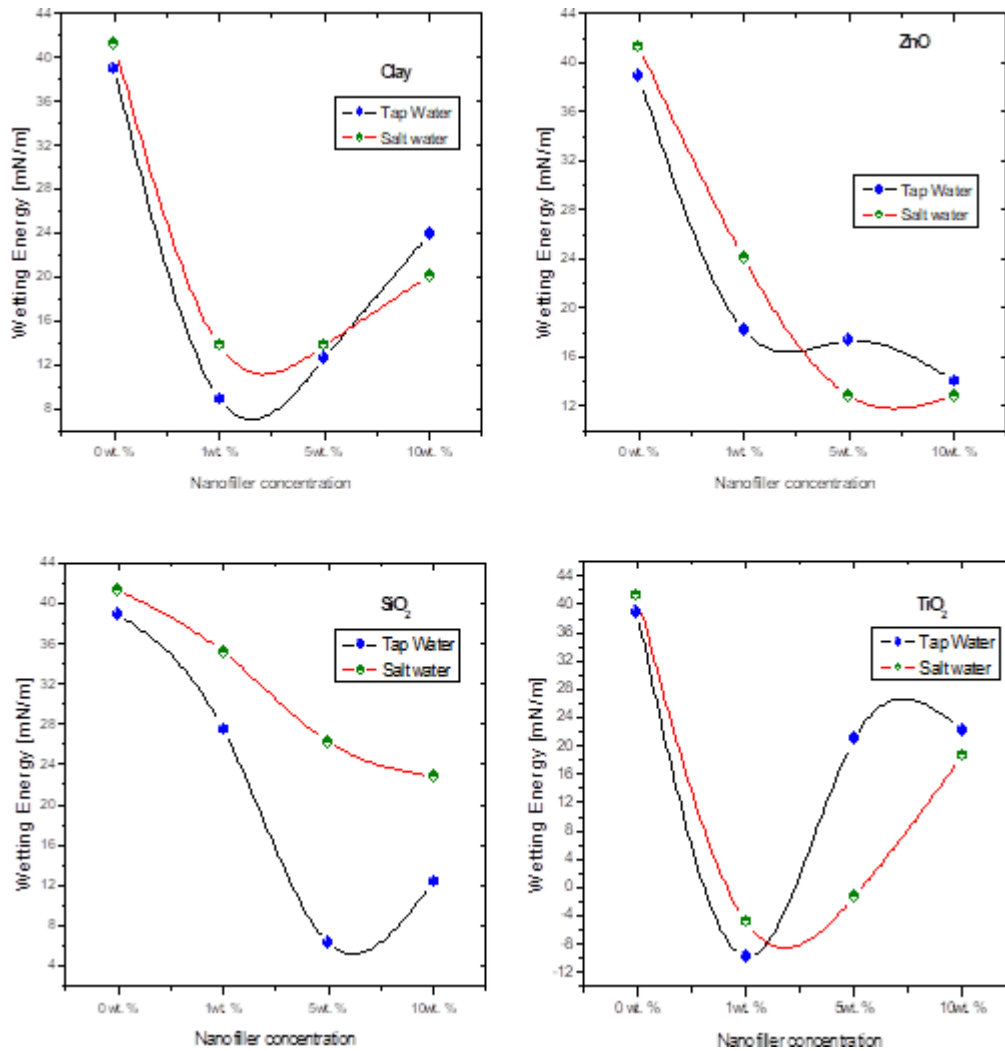 Clay
Tap Water
Salt water
Wetting Energy [mN/m]
44
40
36
32
28
24
20
16
12
8
0 wt. % 1wt. % 5wt. % 10wt. %
Nanofiller concentration
ZnO
Tap Water
Salt water
Wetting Energy [mN/m]
44
40
36
32
28
24
20
16
12
0 wt. % 1wt. % 5wt. % 10wt. %
Nanofiller concentration
SiO₂
Tap Water
Salt water
Wetting Energy [mN/m]
44
40
36
32
28
24
20
16
12
8
4
0 wt. % 1wt. % 5wt. % 10wt. %
Nanofiller concentration
TiO₂
Tap Water
Salt water
Wetting Energy [mN/m]
44
40
36
32
28
24
20
16
12
8
4
0
-4
-8
-12
0 wt. % 1wt. % 5wt. % 10wt. %
Nanofiller concentration